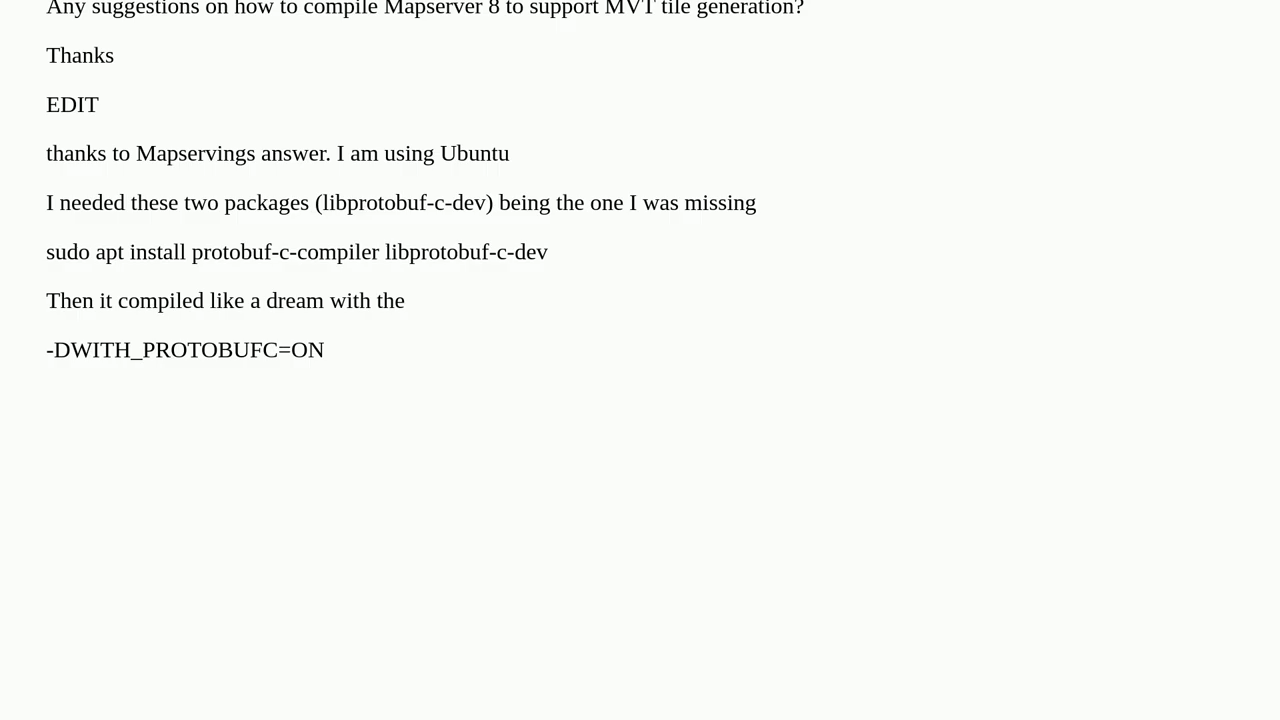 Any suggestions on how to compile Mapserver 8 to support MVT tile generation?
Thanks
EDIT
thanks to Mapservings answer. I am using Ubuntu
I needed these two packages (libprotobuf-c-dev) being the one I was missing
sudo apt install protobuf-c-compiler libprotobuf-c-dev
Then it compiled like a dream with the
-DWITH_PROTOBUFC=ON